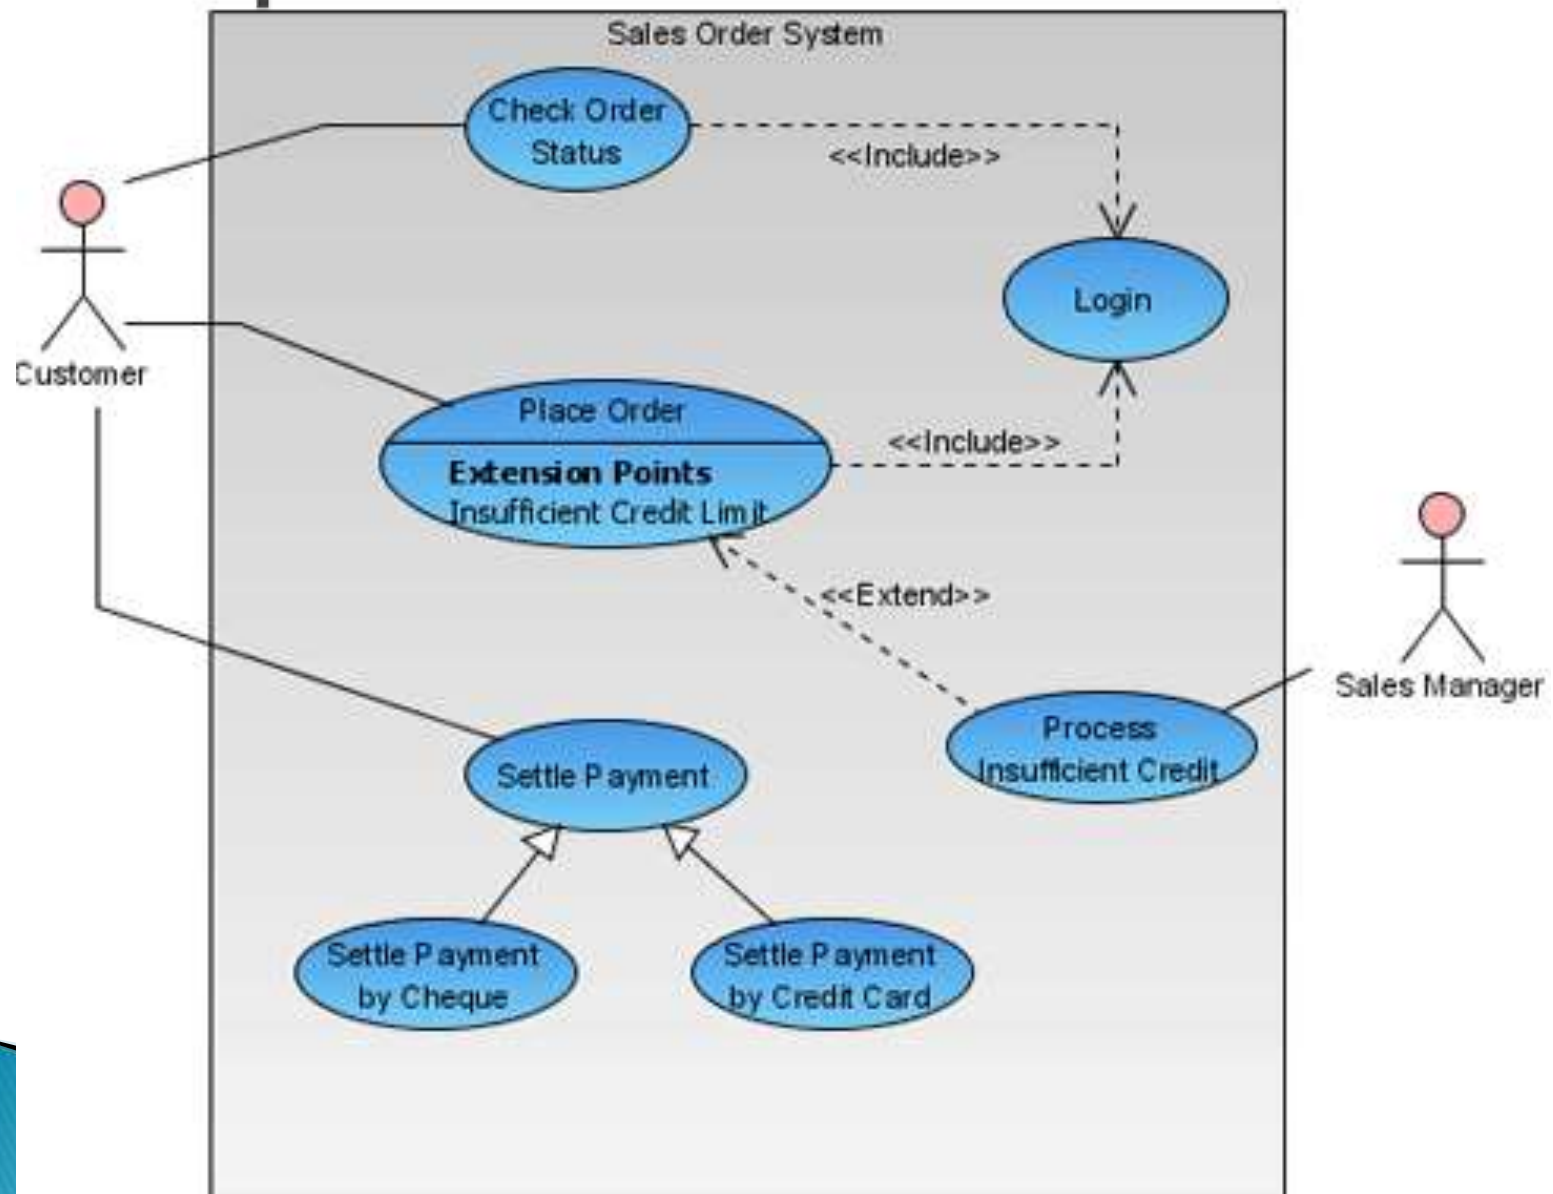 Sales Order System
Check Order
Status
<<Include>>
Login
Customer
Place Order
<<Include>>
Extension Points
Insufficient Credit Limit
<<Extend>>
Sales Manager
Process
Insufficient Credit
Settle Payment
Settle Payment
by Cheque
Settle Payment
by Credit Card